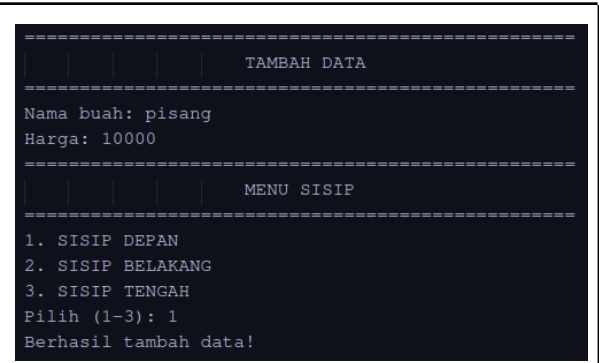 ==================================================
TAMBAH DATA
==================================================
Nama buah: pisang
Harga: 10000
==================================================
MENU SISIP
==================================================
1. SISIP DEPAN
2. SISIP BELAKANG
3. SISIP TENGAH
Pilih (1-3): 1
Berhasil tambah data!